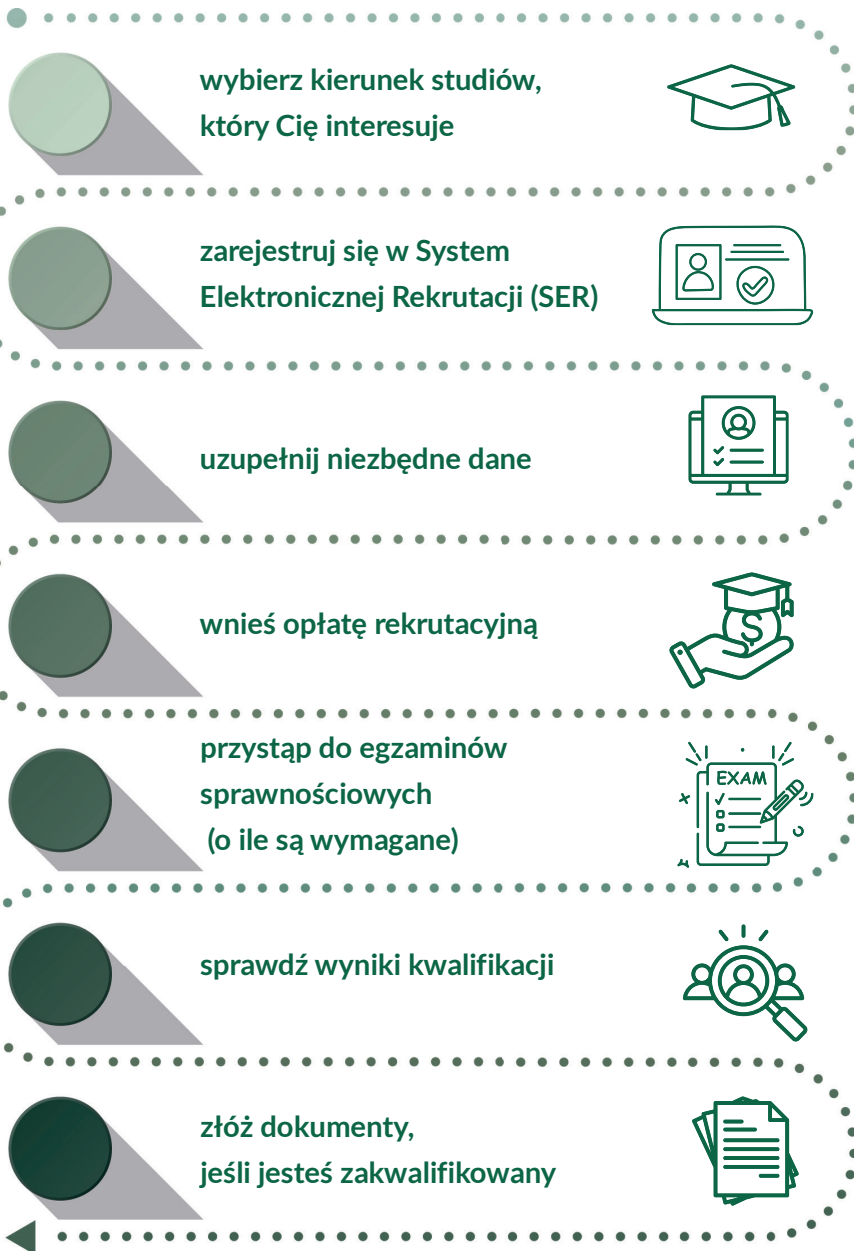 wybierz kierunek studiów,
który Cię interesuje
zarejestruj się w System
Elektronicznej Rekrutacji (SER)
uzupełnij niezbędne dane
wnieś opłatę rekrutacyjną
$
przystąp do egzaminów
sprawnościowych
(o ile są wymagane)
EXAM
sprawdź wyniki kwalifikacji
złóż dokumenty,
jeśli jesteś zakwalifikowany